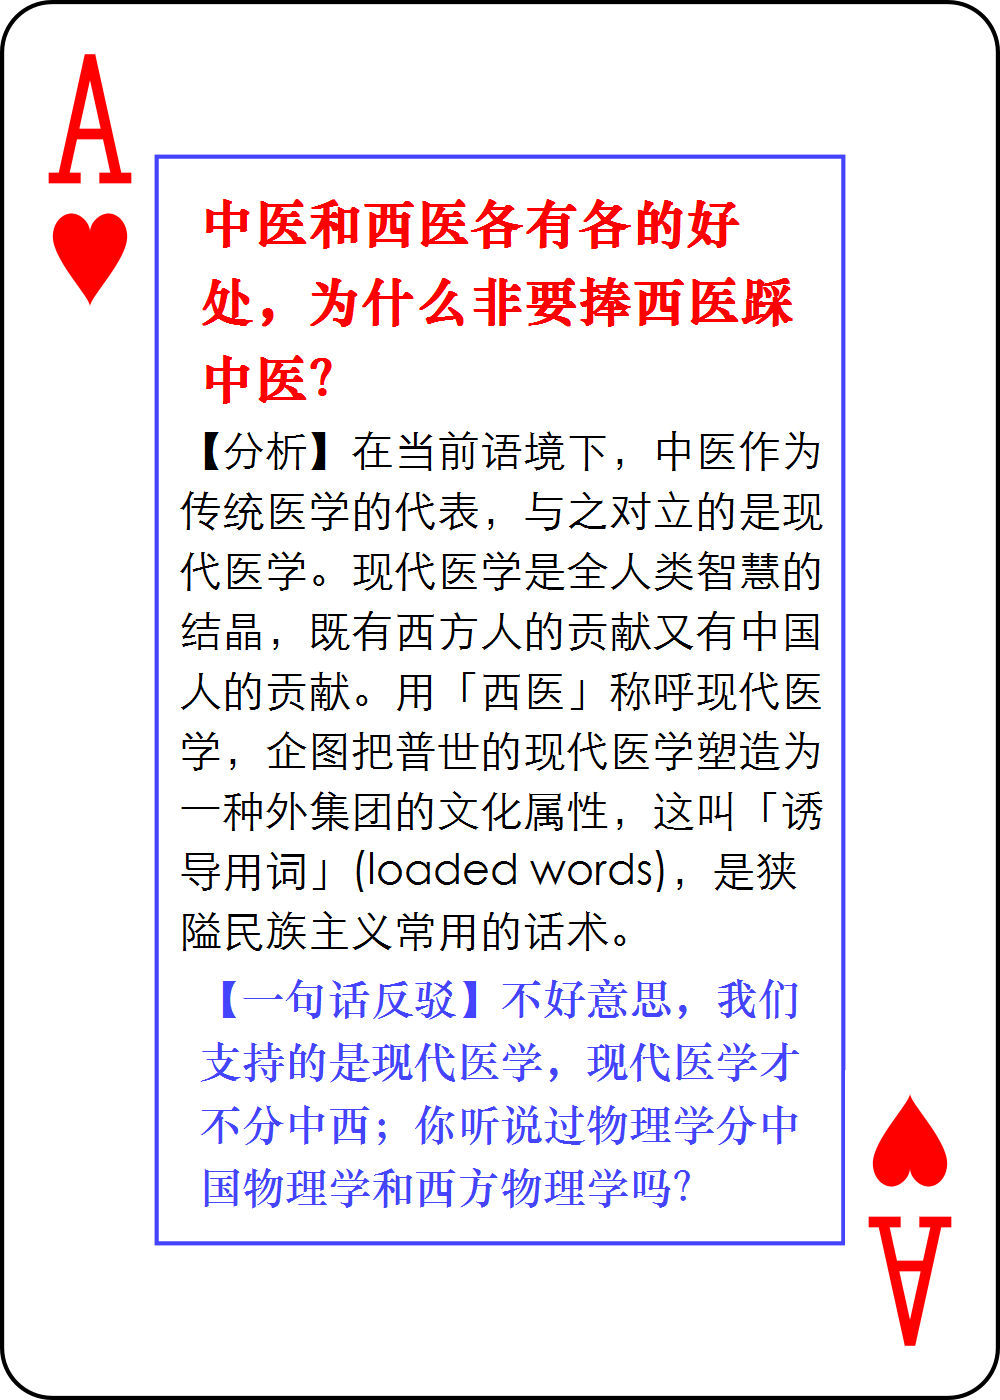 A
中医和西医各有各的好
处，为什么非要捧西医踩
中医？
【分析】在当前语境下，中医作为
传统医学的代表，与之对立的是现
代医学。现代医学是全人类智慧的
结晶，既有西方人的贡献又有中国
人的贡献。用「西医」称呼现代医
学，企图把普世的现代医学塑造为
一种外集团的文化属性，这叫「诱
导用词」(loaded words)，是狭
隘民族主义常用的话术。
【一句话反驳】不好意思，我们
支持的是现代医学，现代医学才
不分中西；你听说过物理学分中
国物理学和西方物理学吗？
A